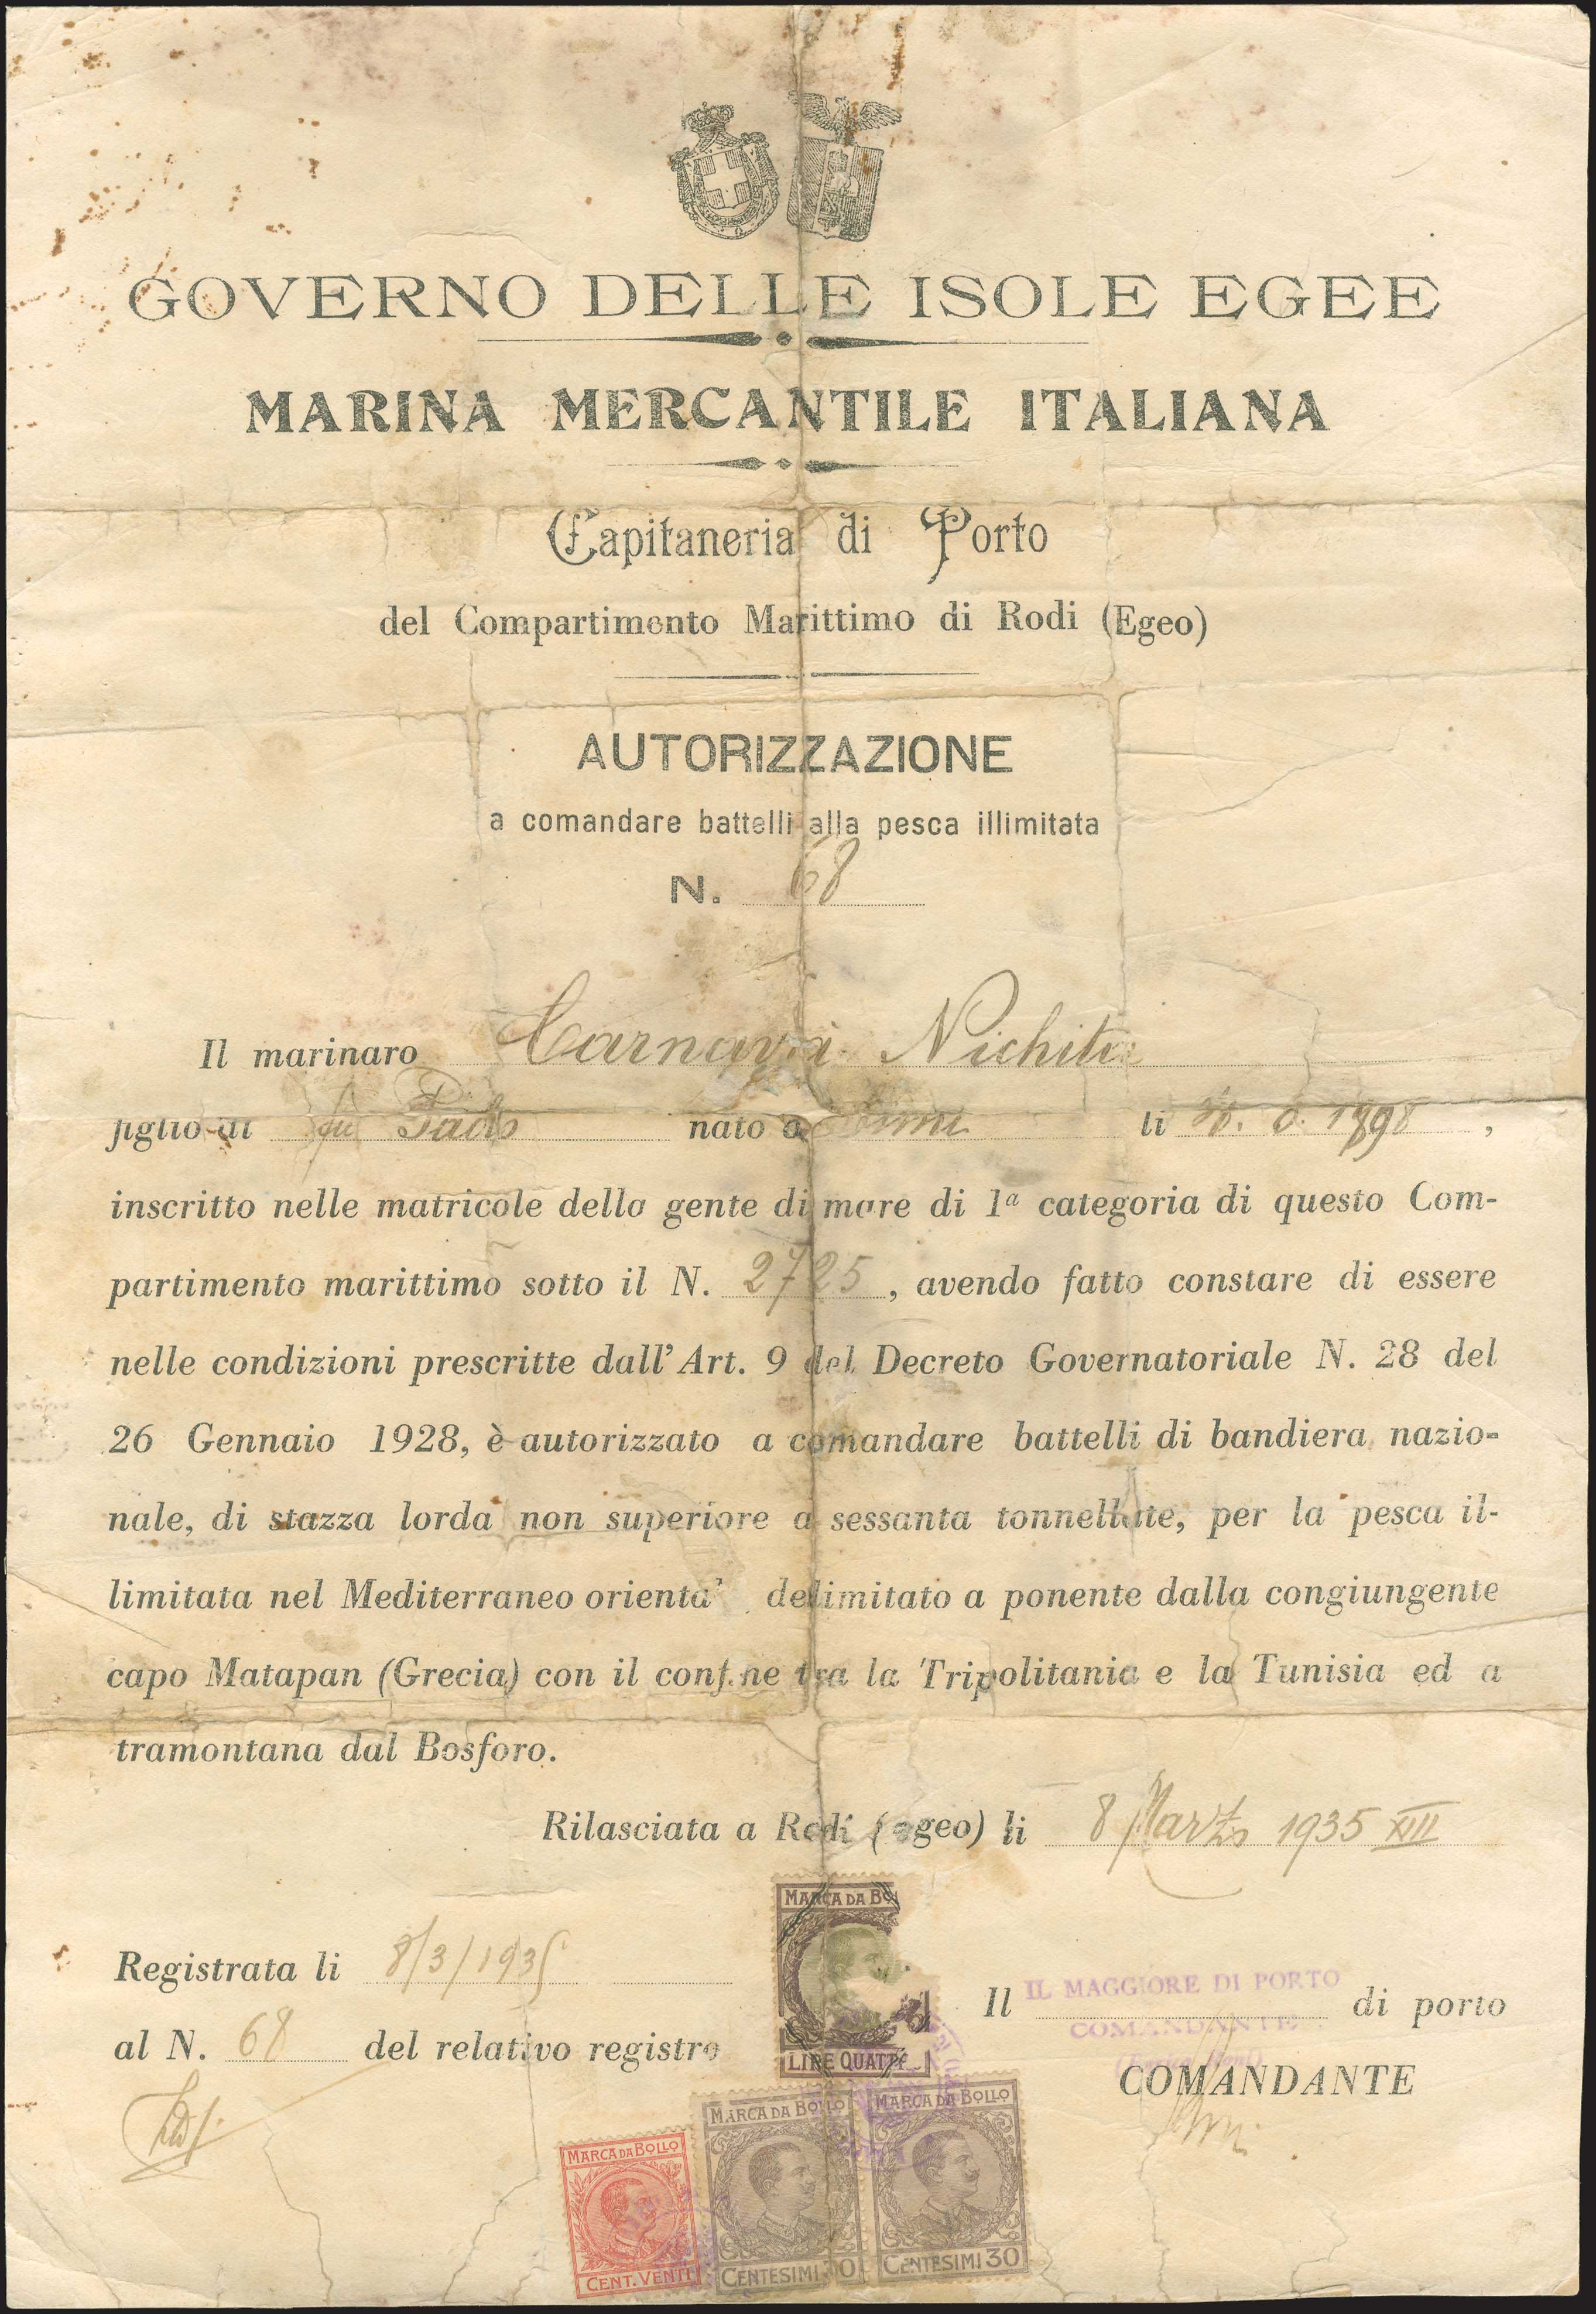 GOVERNO DELLE ISOLE EGEE
MARINA MERCANTILE ITALIANA
Capitaneria di Porto
del Compartimento Marittimo di Rodi (Egeo)
AUTORIZZAZIONE
a comandare battelli alla pesca illimitata
N. 68
Il marinaro Carnavà Nichita
figlio di fu nato a li 1898,
inscritto nelle matricole della gente di mare di 1ª categoria di questo Com-
partimento marittimo sotto il N. 2725, avendo fatto constare di essere
nelle condizioni prescritte dall' Art. 9 del Decreto Governatoriale N. 28 del
26 Gennaio 1928, è autorizzato a comandare battelli di bandiera nazio-
nale, di stazza lorda non superiore a sessanta tonnellate, per la pesca il-
limitata nel Mediterraneo orienta delimitato a ponente dalla congiungente
capo Matapan (Grecia) con il confine tra la Tripolitania e la Tunisia ed a
tramontana dal Bosforo.
Rilasciata a Rodi (egeo) li 8 Marzo 1935 XIII
Registrata li 8/3/1935
al N. 68 del relativo registro
Il IL MAGGIORE DI PORTO di porto
COMANDANTE
COMANDANTE
MARCA DA BO
LIRE QUATT
MARCA DA BOLLO
CENT. VENTI
MARCA DA BOLLO
CENTESIMI 30
MARCA DA BOLLO
CENTESIMI 30